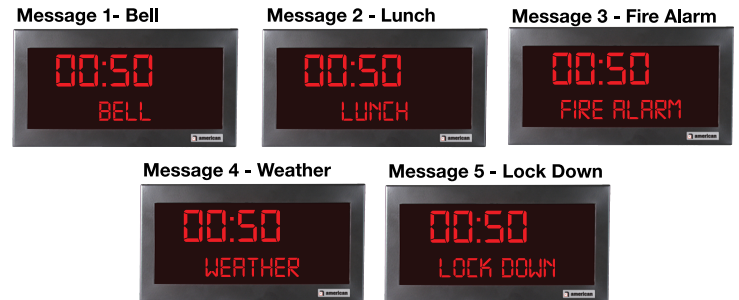 Message 1- Bell
00:50
BELL
american
Message 2 - Lunch
00:50
LUNCH
american
Message 3 - Fire Alarm
00:50
FIRE ALARM
american
Message 4 - Weather
00:50
WEATHER
american
Message 5 - Lock Down
00:50
LOCK DOWN
american